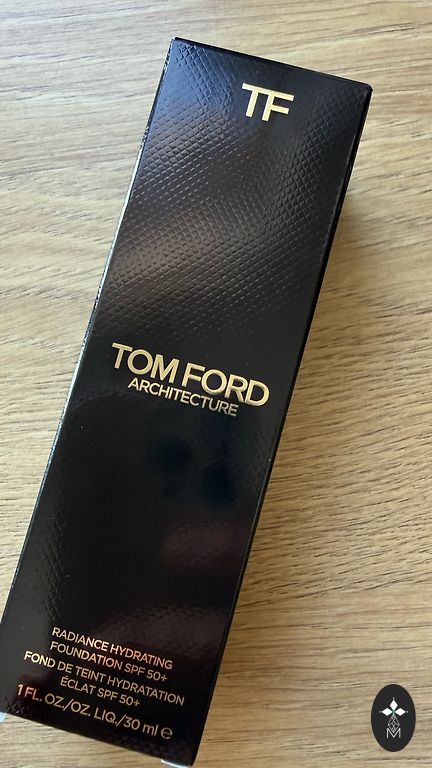 TF
TOM FORD
ARCHITECTURE
RADIANCE HYDRATING
FOUNDATION SPF 50+
FOND DE TEINT HYDRATATION
ÉCLAT SPF 50+
1 FL. OZ./OZ. LIQ./30 ml ℮
M